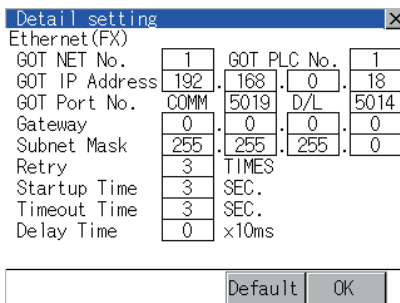 Detail setting ×
Ethernet(FX)
GOT NET No. 1 GOT PLC No. 1
GOT IP Address 192 . 168 . 0 . 18
GOT Port No. COMM 5019 D/L 5014
Gateway 0 . 0 . 0 . 0
Subnet Mask 255 . 255 . 255 . 0
Retry 3 TIMES
Startup Time 3 SEC.
Timeout Time 3 SEC.
Delay Time 0 ×10ms
Default OK